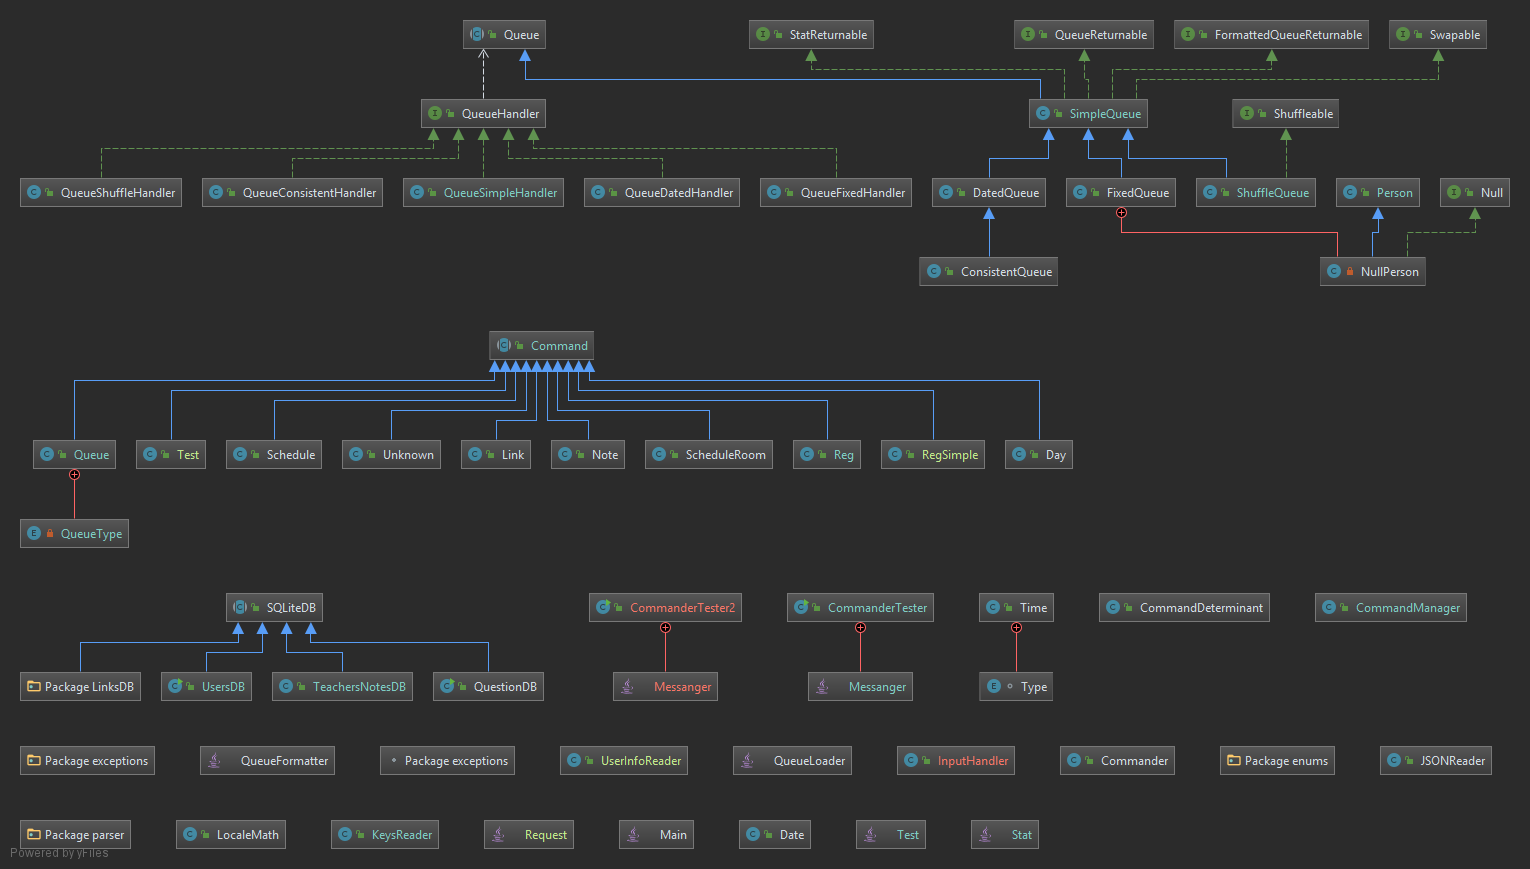 Queue
StatReturnable
QueueReturnable
FormattedQueueReturnable
Swapable
QueueHandler
SimpleQueue
Shuffleable
QueueShuffleHandler
QueueConsistentHandler
QueueSimpleHandler
QueueDatedHandler
QueueFixedHandler
DatedQueue
FixedQueue
ShuffleQueue
Person
Null
ConsistentQueue
NullPerson
Command
Queue
Test
Schedule
Unknown
Link
Note
ScheduleRoom
Reg
RegSimple
Day
QueueType
SQLiteDB
CommanderTester2
CommanderTester
Time
CommandDeterminant
CommandManager
Package LinksDB
UsersDB
TeachersNotesDB
QuestionDB
Messanger
Messanger
Type
Package exceptions
QueueFormatter
Package exceptions
UserInfoReader
QueueLoader
InputHandler
Commander
Package enums
JSONReader
Package parser
LocaleMath
KeysReader
Request
Main
Date
Test
Stat
Powered by yFiles